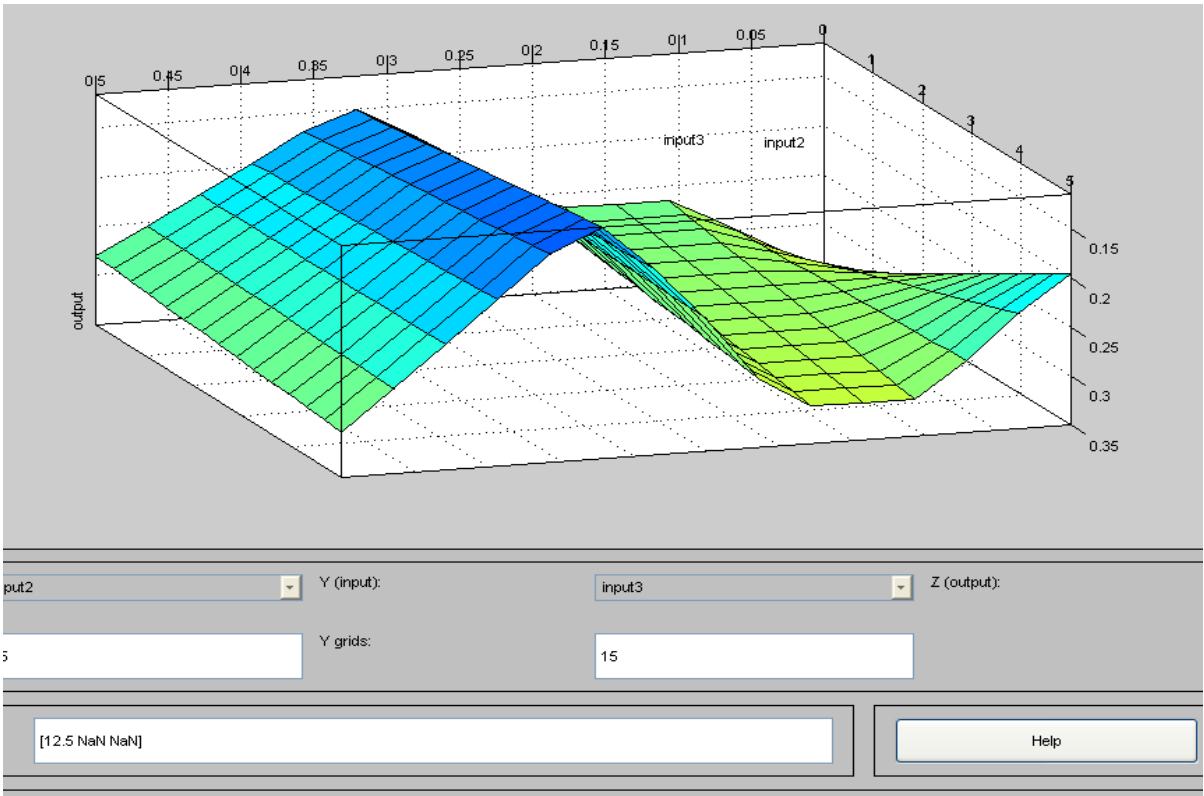 0.5 0.45 0.4 0.35 0.3 0.25 0.2 0.15 0.1 0.05 0
1
2
3
4
5
input3 input2
0.15
0.2
0.25
0.3
0.35
output
put2 Y (input): input3 Z (output):
5 Y grids: 15
[12.5 NaN NaN] Help